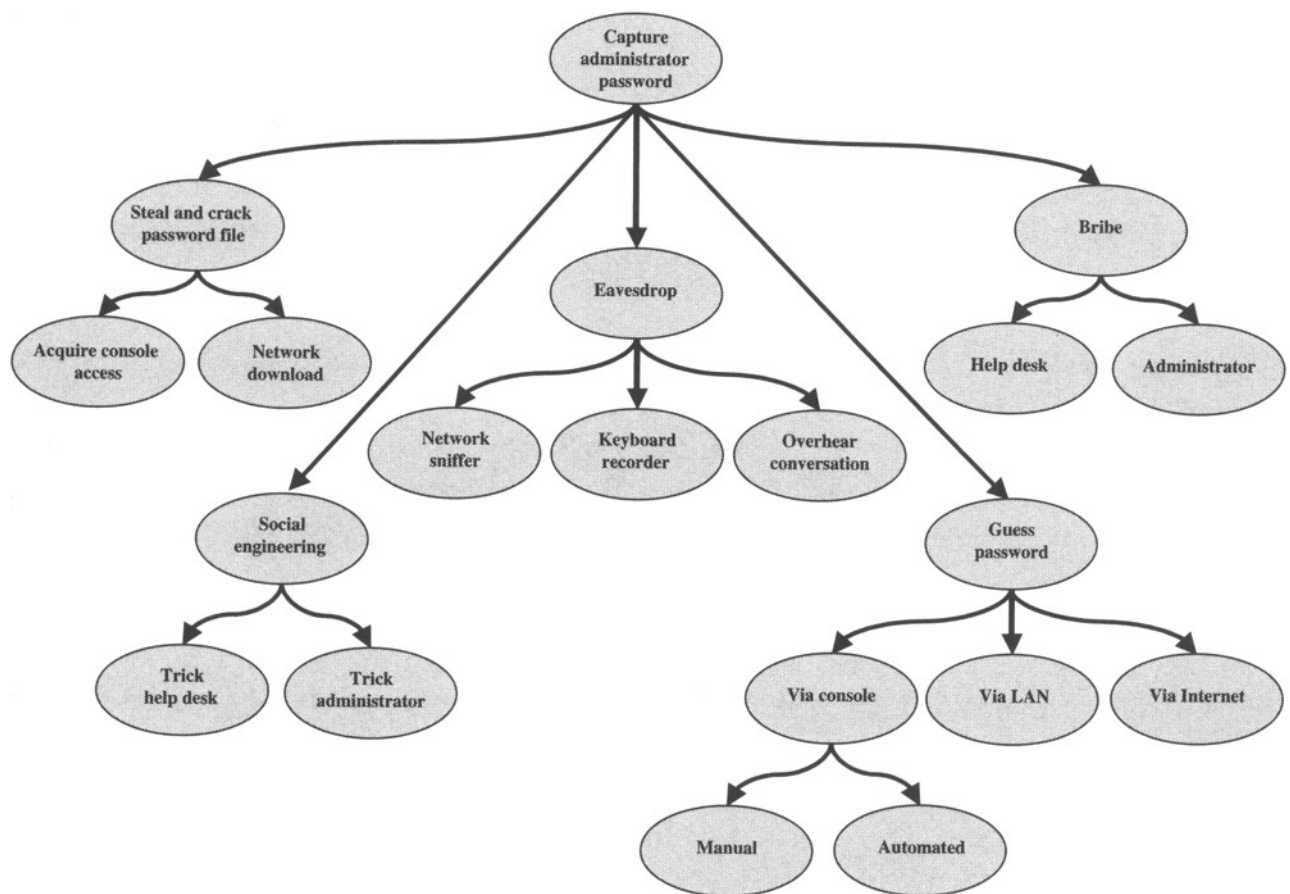 Capture
administrator
password
Steal and crack
password file
Bribe
Eavesdrop
Acquire console
access
Network
download
Help desk
Administrator
Network
sniffer
Keyboard
recorder
Overhear
conversation
Social
engineering
Guess
password
Trick
help desk
Trick
administrator
Via console
Via LAN
Via Internet
Manual
Automated